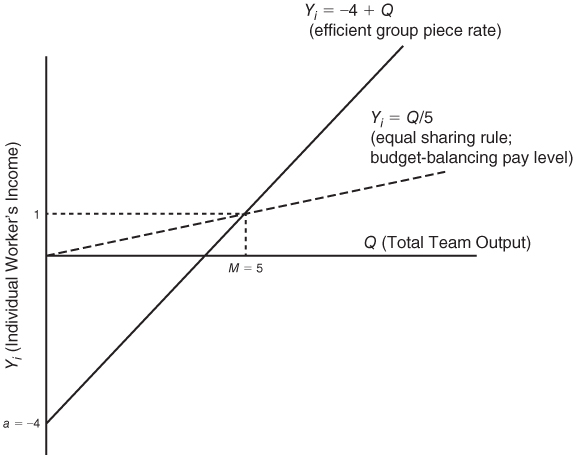 Yi = –4 + Q
(efficient group piece rate)
Yi = Q/5
(equal sharing rule;
budget-balancing pay level)
Yi (Individual Worker's Income)
1
Q (Total Team Output)
M = 5
a = –4